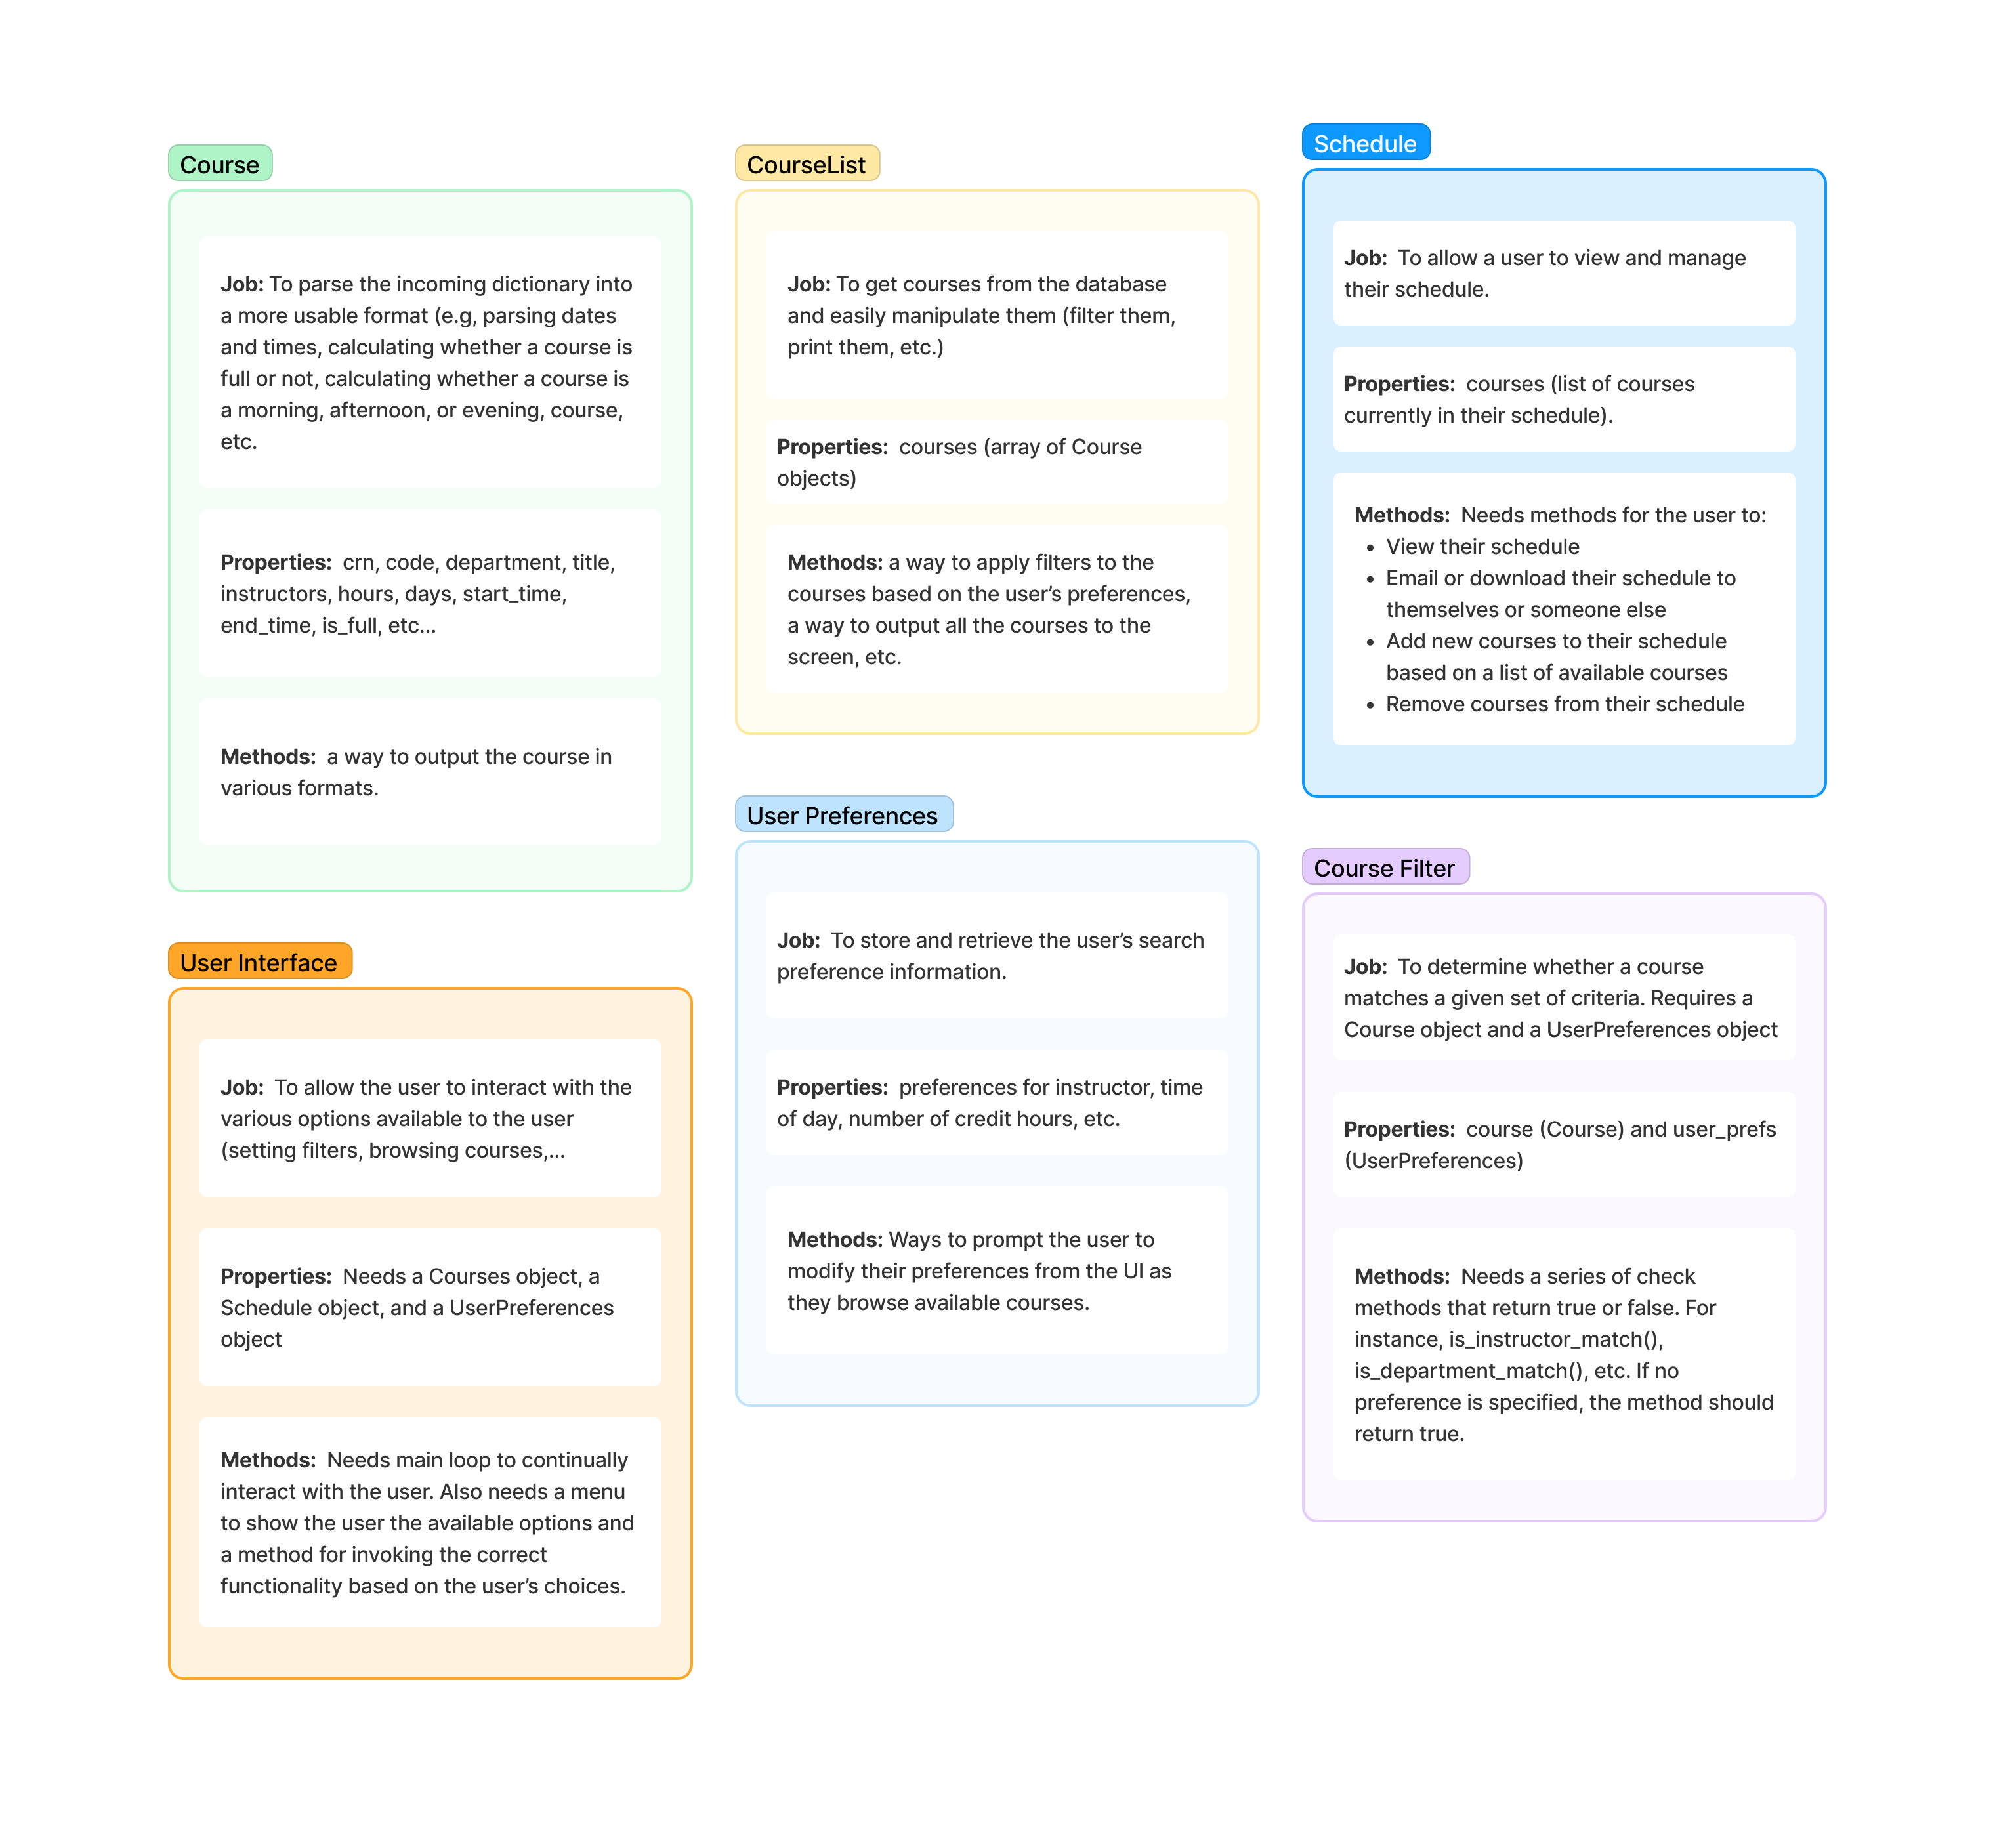 Course
Job: To parse the incoming dictionary into
a more usable format (e.g, parsing dates
and times, calculating whether a course is
full or not, calculating whether a course is
a morning, afternoon, or evening, course,
etc.
Properties: crn, code, department, title,
instructors, hours, days, start_time,
end_time, is_full, etc...
Methods: a way to output the course in
various formats.
CourseList
Job: To get courses from the database
and easily manipulate them (filter them,
print them, etc.)
Properties: courses (array of Course
objects)
Methods: a way to apply filters to the
courses based on the user’s preferences,
a way to output all the courses to the
screen, etc.
Schedule
Job: To allow a user to view and manage
their schedule.
Properties: courses (list of courses
currently in their schedule).
Methods: Needs methods for the user to:
• View their schedule
• Email or download their schedule to
themselves or someone else
• Add new courses to their schedule
based on a list of available courses
• Remove courses from their schedule
User Interface
Job: To allow the user to interact with the
various options available to the user
(setting filters, browsing courses,...
Properties: Needs a Courses object, a
Schedule object, and a UserPreferences
object
Methods: Needs main loop to continually
interact with the user. Also needs a menu
to show the user the available options and
a method for invoking the correct
functionality based on the user’s choices.
User Preferences
Job: To store and retrieve the user’s search
preference information.
Properties: preferences for instructor, time
of day, number of credit hours, etc.
Methods: Ways to prompt the user to
modify their preferences from the UI as
they browse available courses.
Course Filter
Job: To determine whether a course
matches a given set of criteria. Requires a
Course object and a UserPreferences object
Properties: course (Course) and user_prefs
(UserPreferences)
Methods: Needs a series of check
methods that return true or false. For
instance, is_instructor_match(),
is_department_match(), etc. If no
preference is specified, the method should
return true.